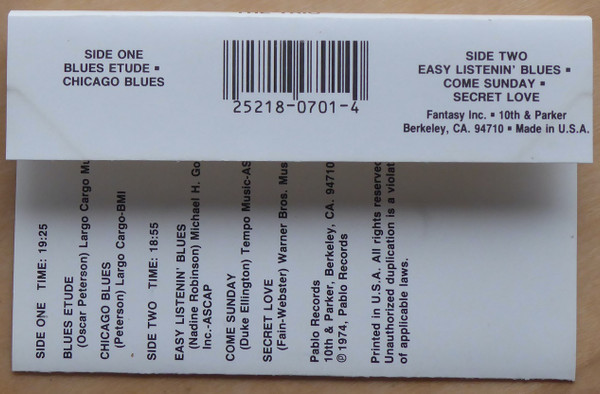 SIDE ONE
BLUES ETUDE ▪
CHICAGO BLUES
25218-0701-4
SIDE TWO
EASY LISTENIN' BLUES ▪
COME SUNDAY ▪
SECRET LOVE
Fantasy Inc. ▪ 10th & Parker
Berkeley, CA. 94710 ▪ Made in U.S.A.
SIDE ONE TIME: 19:25
BLUES ETUDE
(Oscar Peterson) Largo Cargo
CHICAGO BLUES
(Peterson) Largo Cargo-BMI
SIDE TWO TIME: 18:55
EASY LISTENIN' BLUES
(Nadine Robinson) Michael H.
Inc.-ASCAP
COME SUNDAY
(Duke Ellington) Tempo Music-AS
SECRET LOVE
(Fain-Webster) Warner Bros. Mus
Pablo Records
10th & Parker, Berkeley, CA. 94710
℗ 1974, Pablo Records
Printed in U.S.A. All rights reserved
Unauthorized duplication is a violat
of applicable laws.